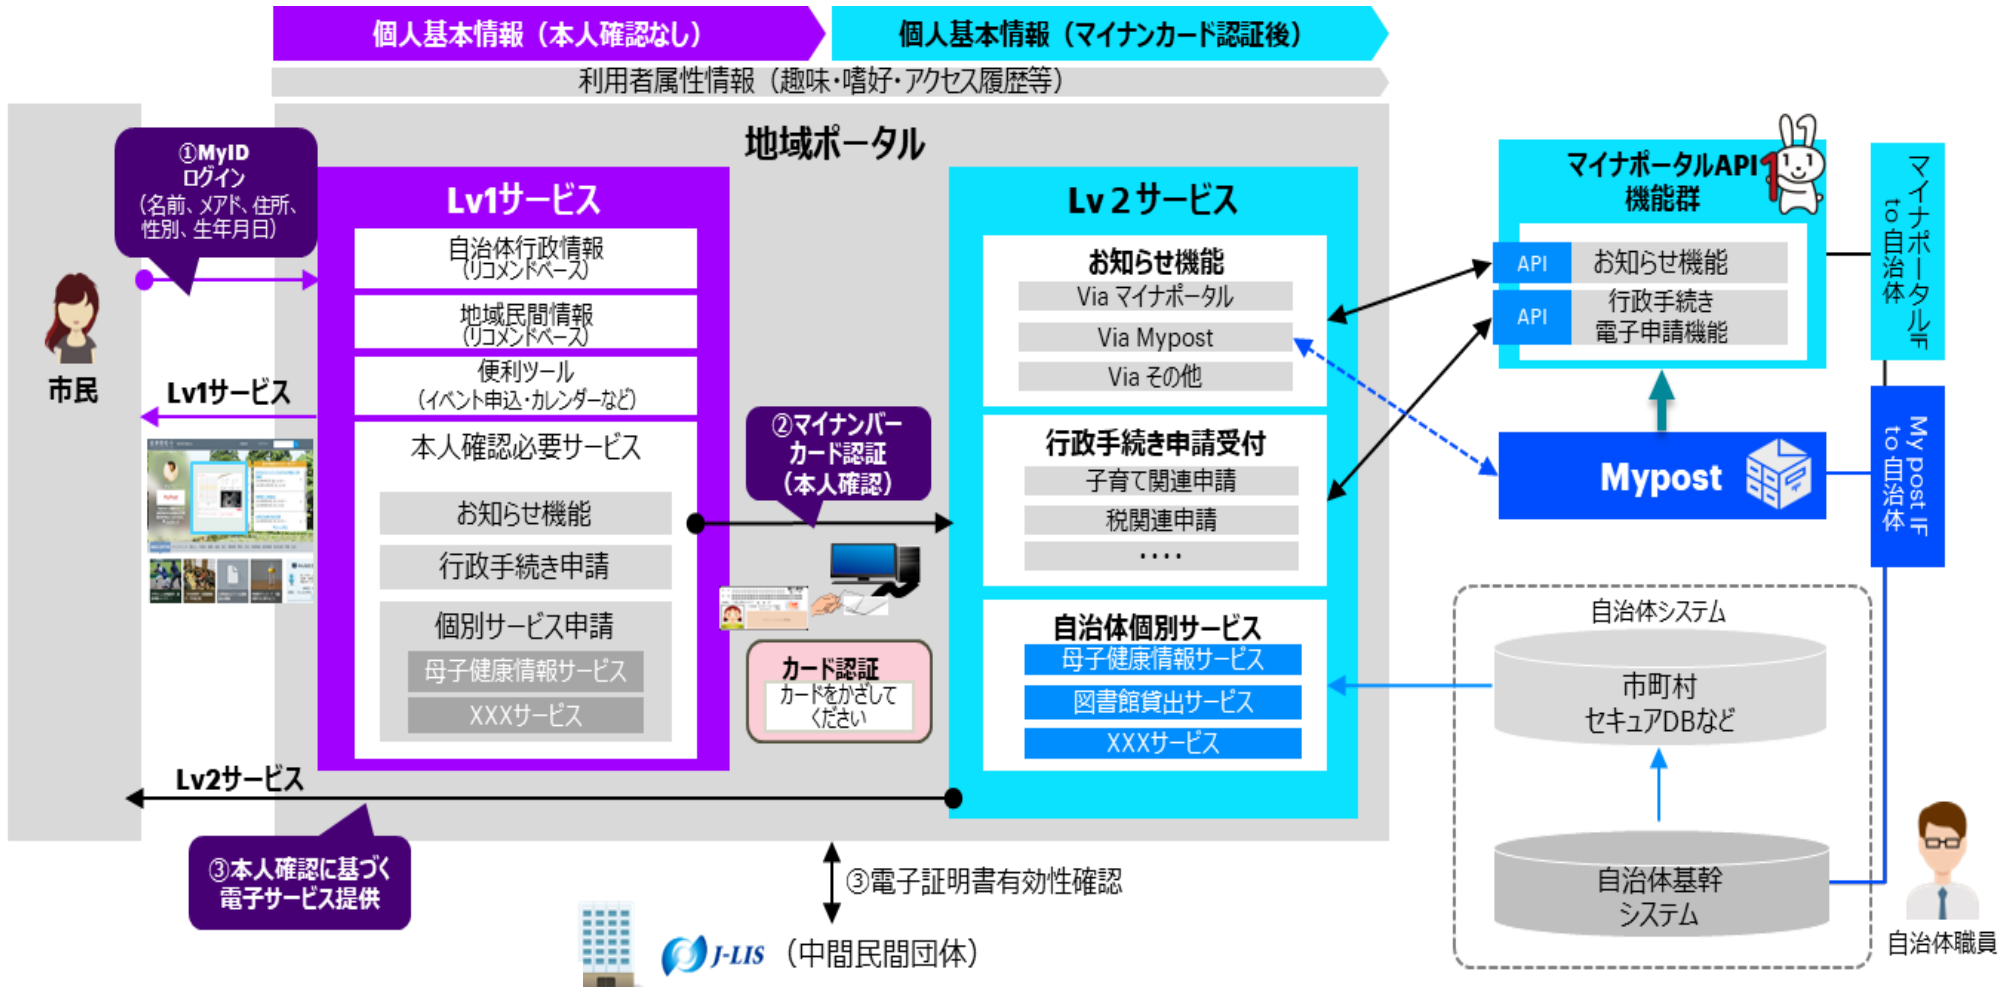 個人基本情報（本人確認なし）
個人基本情報（マイナンカード認証後）
利用者属性情報（趣味・嗜好・アクセス履歴等）
地域ポータル
①MyID
ログイン
（名前、メアド、住所、
性別、生年月日）
市民
Lv1サービス
Lv1サービス
自治体行政情報
（リコメンドベース）
地域民間情報
（リコメンドベース）
便利ツール
（イベント申込・カレンダーなど）
本人確認必要サービス
お知らせ機能
行政手続き申請
個別サービス申請
母子健康情報サービス
XXXサービス
②マイナンバー
カード認証
（本人確認）
カード認証
カードをかざして
ください
Lv２サービス
お知らせ機能
Via マイナポータル
Via Mypost
Via その他
行政手続き申請受付
子育て関連申請
税関連申請
・・・・
自治体個別サービス
母子健康情報サービス
図書館貸出サービス
XXXサービス
Lv2サービス
③本人確認に基づく
電子サービス提供
③電子証明書有効性確認
J-LIS （中間民間団体）
マイナポータルAPI
機能群
API お知らせ機能
API 行政手続き
電子申請機能
Mypost
マイナポータルIF
to自治体
My post IF
to自治体
自治体システム
市町村
セキュアDBなど
自治体基幹
システム
自治体職員